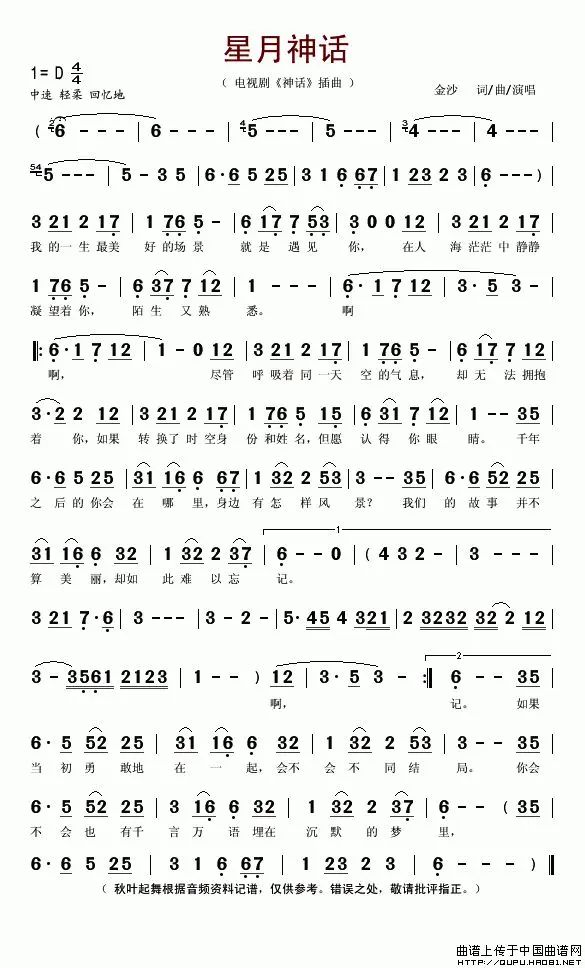 星月神话
1=D 4/4
( 电视剧《神话》插曲 )
中速 轻柔 回忆地
金沙 词/曲/演唱
( 6 - - - | 6 - - - | 5 - - - | 5 - - - | 4 - - - | 4 - - - |
5 - - - | 5 - 3 5 | 6·6 5 25 | 3 1 6 67 | 1 23 2 3 | 6 - - - ) |
3 21 2 17 | 1 76 5 - | 6 17 7 53 | 3 0 0 12 | 3 21 2 17 |
我的一生最美 好的场景 就是遇见 你, 在人 海茫茫中静静
1 76 5 - | 6 37 7 12 | 1 - - - | 6·1 7 12 | 3·5 3 - |
凝望着你, 陌生又熟 悉。 啊
‖: 6·1 7 12 | 1 - 0 12 | 3 21 2 17 | 1 76 5 - | 6 17 7 12 |
啊, 尽管 呼吸着同一天 空的气息, 却无法拥抱
3·2 2 12 | 3 21 2 17 | 1 76 5 15 | 6 31 7 12 | 1 - - 35 |
着 你,如果 转换了时空身 份和姓名,但愿 认得你眼 睛。 千年
6·6 5 25 | 31 16 6 67 | 1 32 2 53 | 3 - - 35 | 6·6 52 25 |
之后的你会 在哪里,身边 有怎样风 景? 我们 的故事并不
31 16 6 32 | 1 32 2 37 | 1 6 - - 0 | ( 4 32 2 - | 3 - - - |
算美丽,却如 此难以忘 记。
3 21 7·6 | 3 - - - | 3 - 2 - | 5·45 4 321 | 2 3232 32 2 12 |
3 - 3561 2123 | 1 - - ) 12 | 3·5 3 - :‖ 2 6 - - 35 |
啊, 记。 如果
6·5 52 25 | 31 16 6 32 | 1 32 2 53 | 3 - - 35 |
当初勇敢地 在一起,会不 会不同结 局。 你会
6·5 52 25 | 3 16 6 32 | 1 32 2 37 | 6 - - ( 35 |
不会也有千 言万语埋在 沉默的梦 里,
6·6 5 25 | 3 1 6 67 | 1 23 2 3 | 6 - - - ) ‖
( 秋叶起舞根据音频资料记谱,仅供参考。错误之处,敬请批评指正。)
曲谱上传于中国曲谱网
HTTP://QUPU.HAO81.NET